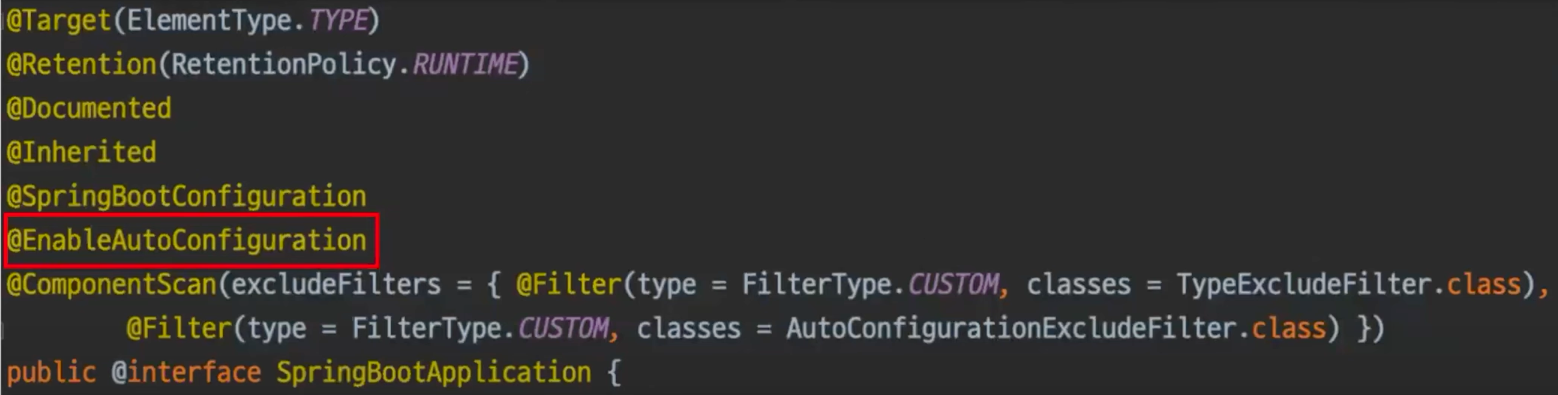 @Target(ElementType.TYPE)
@Retention(RetentionPolicy.RUNTIME)
@Documented
@Inherited
@SpringBootConfiguration
@EnableAutoConfiguration
@ComponentScan(excludeFilters = { @Filter(type = FilterType.CUSTOM, classes = TypeExcludeFilter.class),
        @Filter(type = FilterType.CUSTOM, classes = AutoConfigurationExcludeFilter.class) })
public @interface SpringBootApplication {